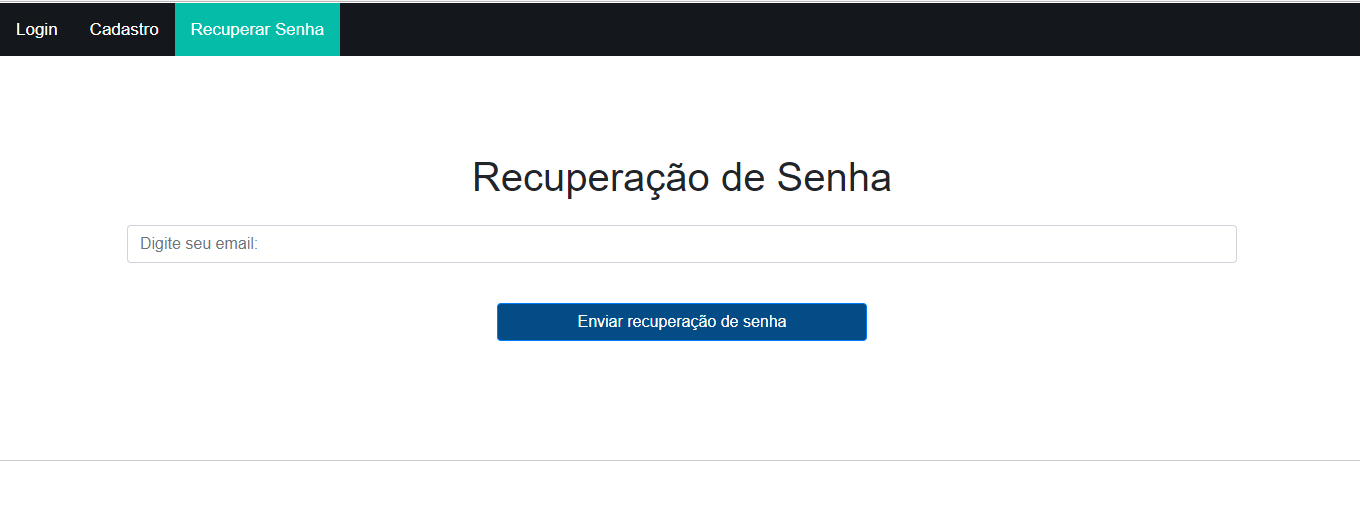 Login Cadastro Recuperar Senha
Recuperação de Senha
Digite seu email:
Enviar recuperação de senha